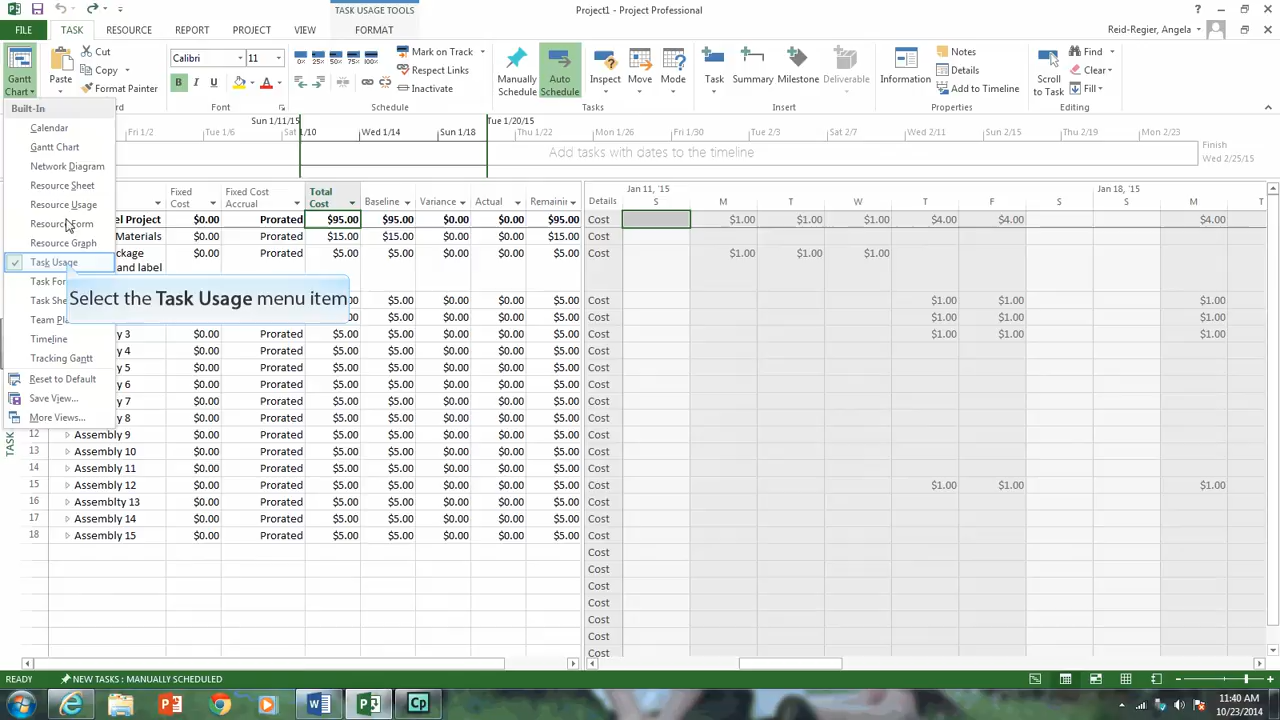 TASK USAGE TOOLS
Project1 - Project Professional
FILE TASK RESOURCE REPORT PROJECT VIEW FORMAT
Reid-Regier, Angela
Gantt Chart
Paste
Cut
Copy
Format Painter
Calibri 11
B I U
Mark on Track
Respect Links
Inactivate
Manually Schedule
Auto Schedule
Inspect Move Mode
Task Summary Milestone Deliverable
Information
Notes
Details
Add to Timeline
Scroll to Task
Find
Clear
Fill
Font Schedule Tasks Insert Properties Editing
Built-In
Calendar
Gantt Chart
Network Diagram
Resource Sheet
Resource Usage
Resource Form
Resource Graph
Task Usage
Task For
Task She
Team Pl
Timeline
Tracking Gantt
Reset to Default
Save View...
More Views...
Select the Task Usage menu item
Sun 1/11/15 Tue 1/20/15
Fri 1/2 Tue 1/6 Sat 1/10 Wed 1/14 Sun 1/18 Thu 1/22 Mon 1/26 Fri 1/30 Tue 2/3 Sat 2/7 Wed 2/11 Sun 2/15 Thu 2/19 Mon 2/23
Add tasks with dates to the timeline
Finish
Wed 2/25/15
Fixed Cost Fixed Cost Accrual Total Cost Baseline Variance Actual Remaini Details
Jan 11, '15 Jan 18, '15
S M T W T F S S M T
el Project $0.00 Prorated $95.00 $95.00 $0.00 $0.00 $95.00 Cost $1.00 $1.00 $1.00 $4.00 $4.00 $4.00
Materials $0.00 Prorated $15.00 $15.00 $0.00 $0.00 $15.00 Cost
ackage $0.00 Prorated $5.00 $5.00 $0.00 $0.00 $5.00 Cost $1.00 $1.00 $1.00
and label
$5.00 $0.00 $0.00 $5.00 Cost $1.00 $1.00 $1.00
$5.00 $0.00 $0.00 $5.00 Cost $1.00 $1.00 $1.00
y 3 $0.00 Prorated $5.00 $5.00 $0.00 $0.00 $5.00 Cost $1.00 $1.00 $1.00
y 4 $0.00 Prorated $5.00 $5.00 $0.00 $0.00 $5.00 Cost
y 5 $0.00 Prorated $5.00 $5.00 $0.00 $0.00 $5.00 Cost
y 6 $0.00 Prorated $5.00 $5.00 $0.00 $0.00 $5.00 Cost
y 7 $0.00 Prorated $5.00 $5.00 $0.00 $0.00 $5.00 Cost
y 8 $0.00 Prorated $5.00 $5.00 $0.00 $0.00 $5.00 Cost
12 Assembly 9 $0.00 Prorated $5.00 $5.00 $0.00 $0.00 $5.00 Cost
13 Assembly 10 $0.00 Prorated $5.00 $5.00 $0.00 $0.00 $5.00 Cost
14 Assembly 11 $0.00 Prorated $5.00 $5.00 $0.00 $0.00 $5.00 Cost
15 Assembly 12 $0.00 Prorated $5.00 $5.00 $0.00 $0.00 $5.00 Cost $1.00 $1.00 $1.00
16 Assemblty 13 $0.00 Prorated $5.00 $5.00 $0.00 $0.00 $5.00 Cost
17 Assembly 14 $0.00 Prorated $5.00 $5.00 $0.00 $0.00 $5.00 Cost
18 Assembly 15 $0.00 Prorated $5.00 $5.00 $0.00 $0.00 $5.00 Cost
Cost
Cost
Cost
Cost
Cost
Cost
Cost
TASK
READY NEW TASKS : MANUALLY SCHEDULED
11:40 AM
10/23/2014